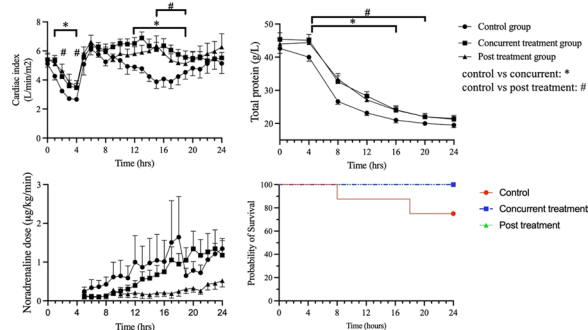 * #
# # *
Cardiac index
(L/min/m2)
8
6
4
2
0 4 8 12 16 20 24
Time (hrs)
#
*
Total protein (g/L)
50
40
30
20
0 4 8 12 16 20 24
Time (hrs)
Control group
Concurrent treatment group
Post treatment group
control vs concurrent: *
control vs post treatment: #
Noradrenaline dose (µg/kg/min)
3
2
1
0
0 4 8 12 16 20 24
Time (hrs)
Probability of Survival
100
80
60
40
20
0
0 4 8 12 16 20 24
Time (hours)
Control
Concurrent treatment
Post treatment